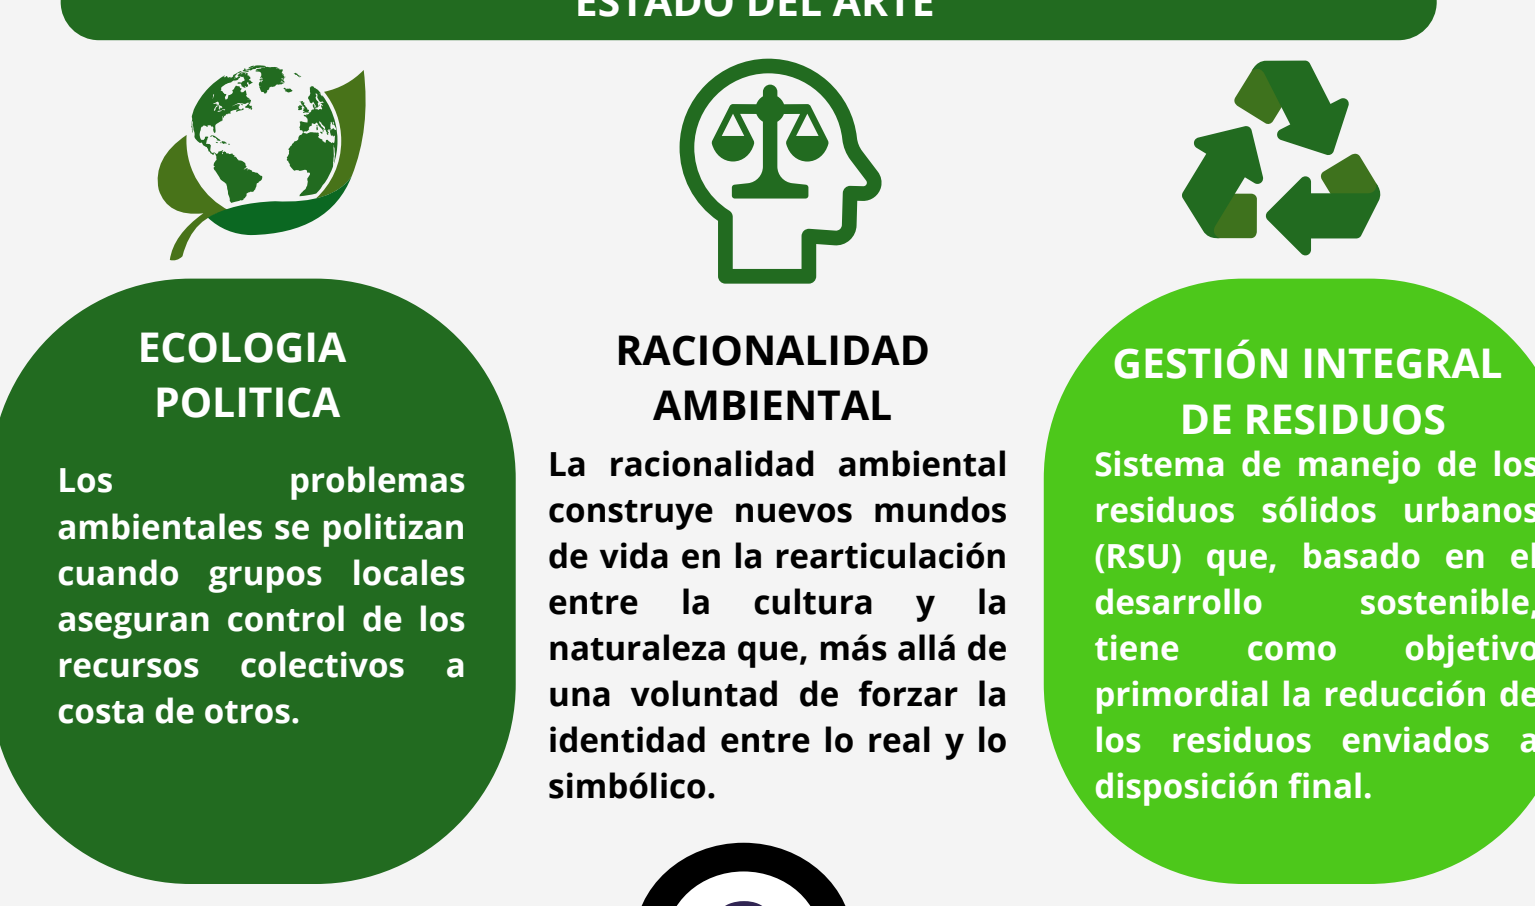 ESTADO DEL ARTE
ECOLOGIA
POLITICA
Los problemas
ambientales se politizan
cuando grupos locales
aseguran control de los
recursos colectivos a
costa de otros.
RACIONALIDAD
AMBIENTAL
La racionalidad ambiental
construye nuevos mundos
de vida en la rearticulación
entre la cultura y la
naturaleza que, más allá de
una voluntad de forzar la
identidad entre lo real y lo
simbólico.
GESTIÓN INTEGRAL
DE RESIDUOS
Sistema de manejo de los
residuos sólidos urbanos
(RSU) que, basado en el
desarrollo sostenible,
tiene como objetivo
primordial la reducción de
los residuos enviados a
disposición final.